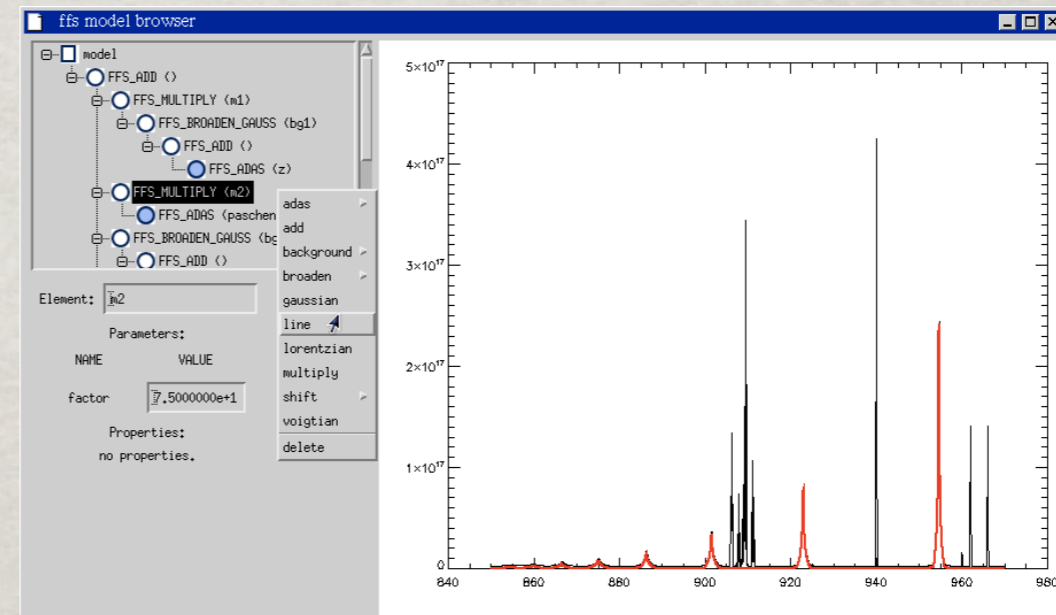 ffs model browser
model
FFS_ADD ()
FFS_MULTIPLY (m1)
FFS_BROADEN_GAUSS (bg1)
FFS_ADD ()
FFS_ADAS (z)
FFS_MULTIPLY (m2)
FFS_ADAS (paschen
FFS_BROADEN_GAUSS (bg
FFS_ADD ()
adas
add
background
broaden
gaussian
line
lorentzian
multiply
shift
voigtian
delete
Element: m2
Parameters:
NAME VALUE
factor 7.5000000e+1
Properties:
no properties.
5×10¹⁷
4×10¹⁷
3×10¹⁷
2×10¹⁷
1×10¹⁷
0
840 860 880 900 920 940 960 980